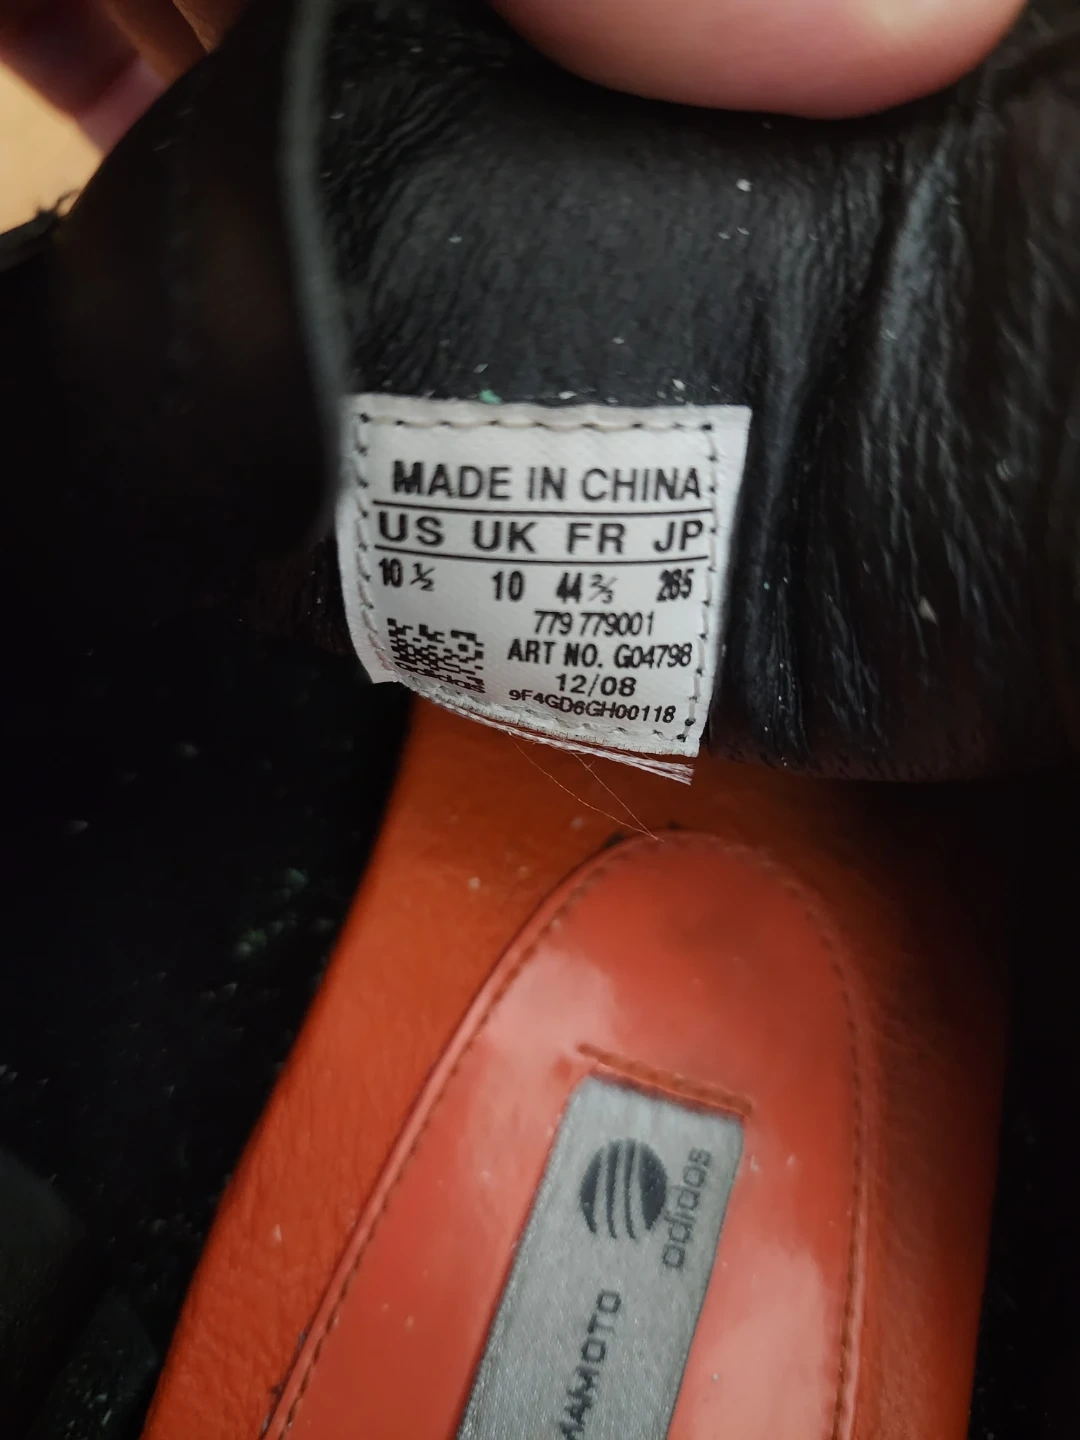 MADE IN CHINA
US UK FR JP
10 ½ 10 44 ⅔ 285
779 779001
ART NO. G04798
12/08
9F4GD6GH00118
adidas
adidas